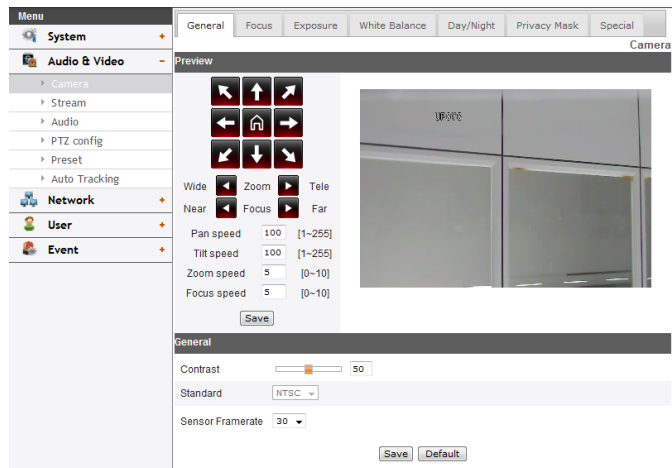 Menu
System +
Audio & Video -
Camera
Stream
Audio
PTZ config
Preset
Auto Tracking
Network +
User +
Event +
General Focus Exposure White Balance Day/Night Privacy Mask Special
Camera
Preview
Wide Zoom Tele
Near Focus Far
Pan speed 100 [1~255]
Tilt speed 100 [1~255]
Zoom speed 5 [0~10]
Focus speed 5 [0~10]
Save
General
Contrast 50
Standard NTSC
Sensor Framerate 30
Save Default